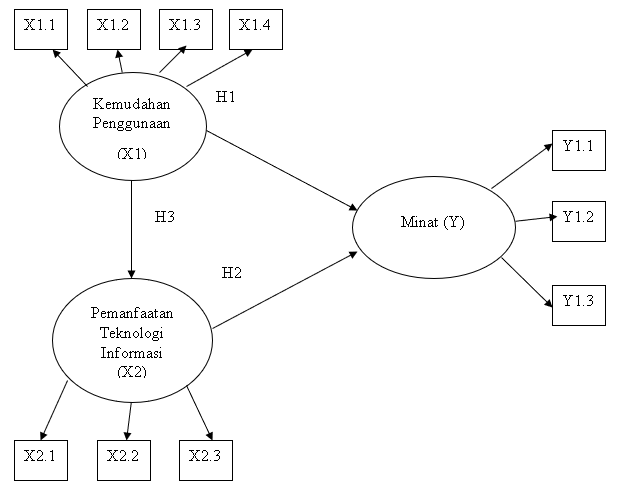 X1.1
X1.2
X1.3
X1.4
H1
Kemudahan
Penggunaan
(X1)
Y1.1
H3
Minat (Y)
Y1.2
H2
Pemanfaatan
Teknologi
Informasi
(X2)
Y1.3
X2.1
X2.2
X2.3